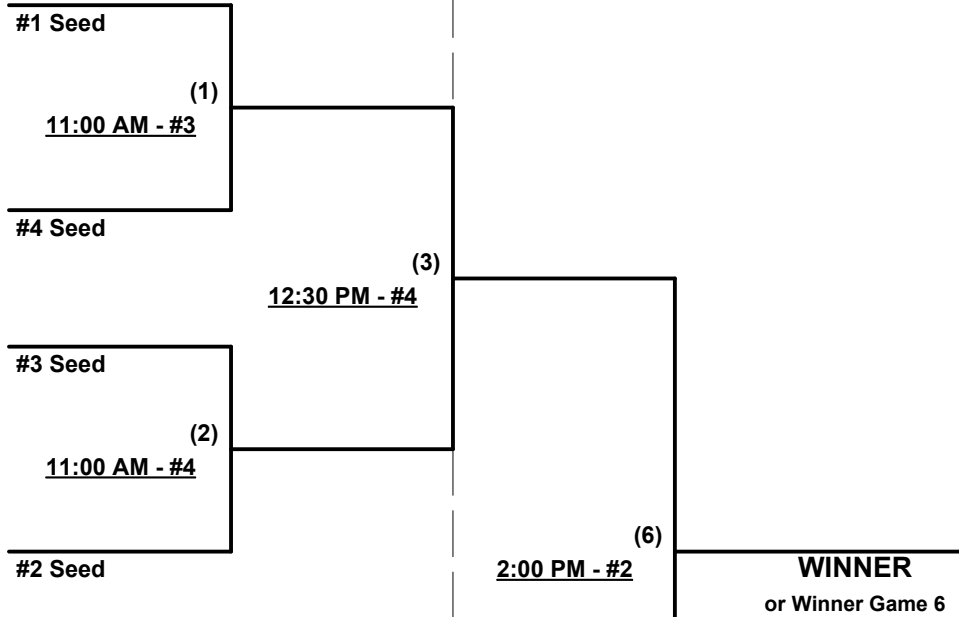 #1 Seed
(1)
11:00 AM - #3
#4 Seed
(3)
12:30 PM - #4
#3 Seed
(2)
11:00 AM - #4
#2 Seed
(6)
2:00 PM - #2
WINNER
or Winner Game 6